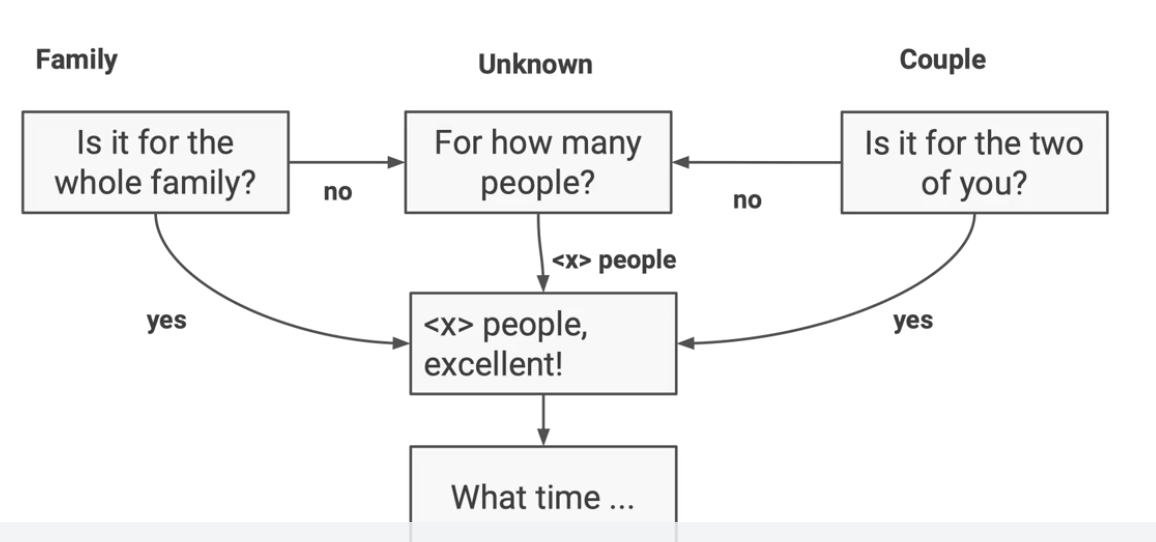 Family
Unknown
Couple
Is it for the
whole family?
For how many
people?
Is it for the two
of you?
no
no
<x> people
yes
yes
<x> people,
excellent!
What time ...